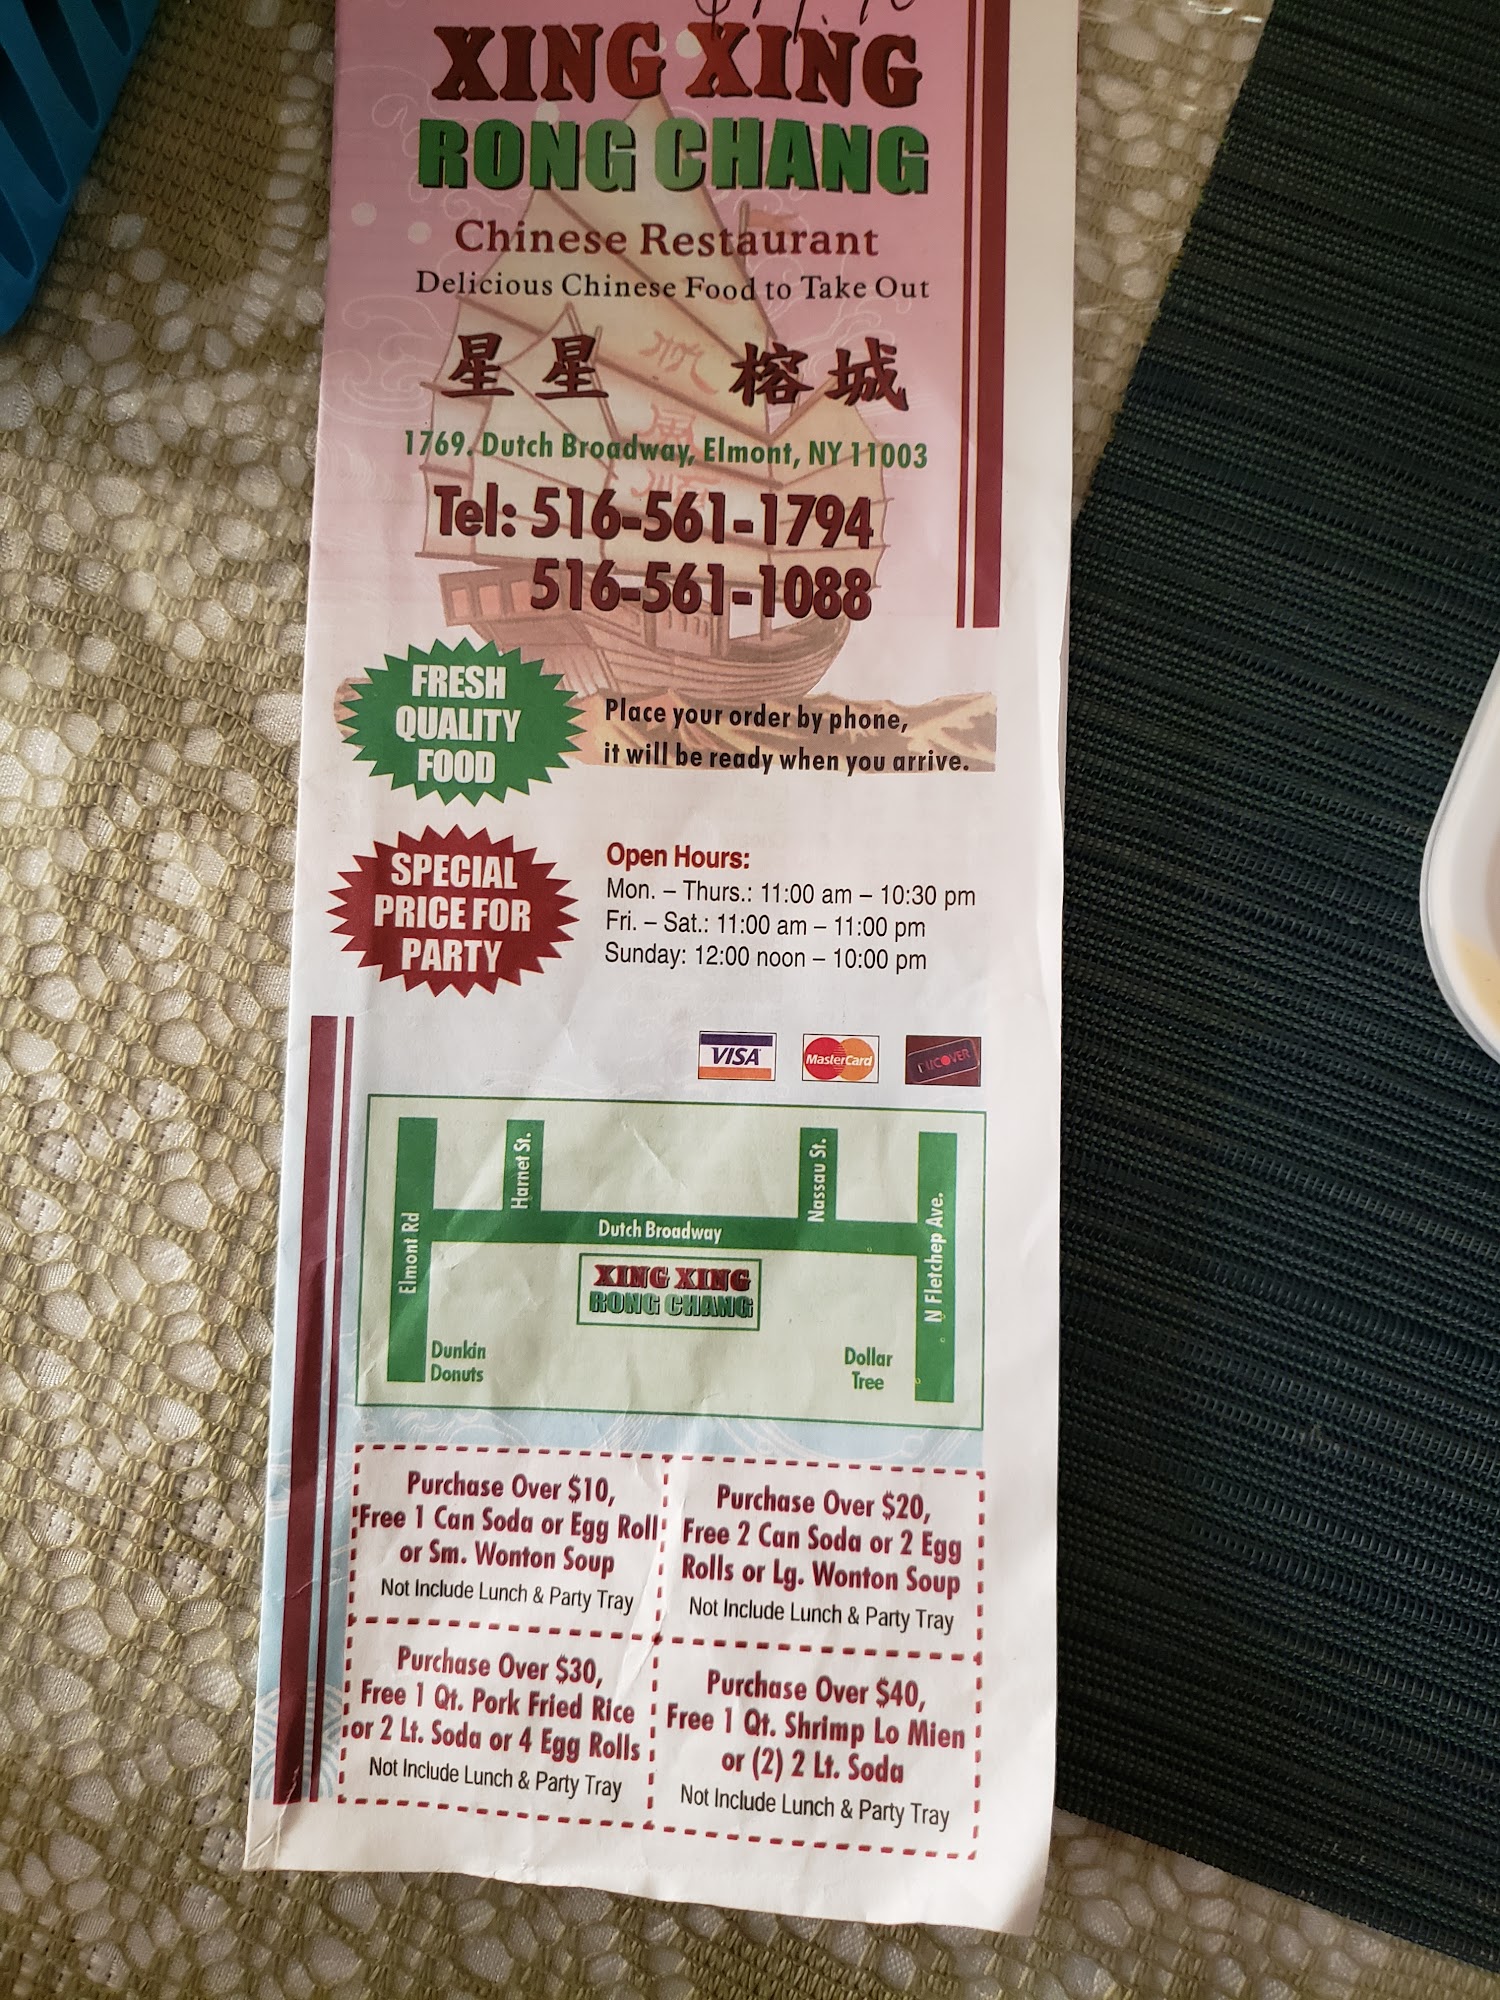 XING XING
RONG CHANG
Chinese Restaurant
Delicious Chinese Food to Take Out
星星 榕城
1769. Dutch Broadway, Elmont, NY 11003
Tel: 516-561-1794
516-561-1088
FRESH
QUALITY
FOOD
Place your order by phone,
it will be ready when you arrive.
SPECIAL
PRICE FOR
PARTY
Open Hours:
Mon. – Thurs.: 11:00 am – 10:30 pm
Fri. – Sat.: 11:00 am – 11:00 pm
Sunday: 12:00 noon – 10:00 pm
VISA
MasterCard
DISCOVER
Elmont Rd
Harnet St.
Nassau St.
N Fletchep Ave.
Dutch Broadway
XING XING
RONG CHANG
Dunkin
Donuts
Dollar
Tree
Purchase Over $10,
Free 1 Can Soda or Egg Roll
or Sm. Wonton Soup
Not Include Lunch & Party Tray
Purchase Over $20,
Free 2 Can Soda or 2 Egg
Rolls or Lg. Wonton Soup
Not Include Lunch & Party Tray
Purchase Over $30,
Free 1 Qt. Pork Fried Rice
or 2 Lt. Soda or 4 Egg Rolls
Not Include Lunch & Party Tray
Purchase Over $40,
Free 1 Qt. Shrimp Lo Mien
or (2) 2 Lt. Soda
Not Include Lunch & Party Tray